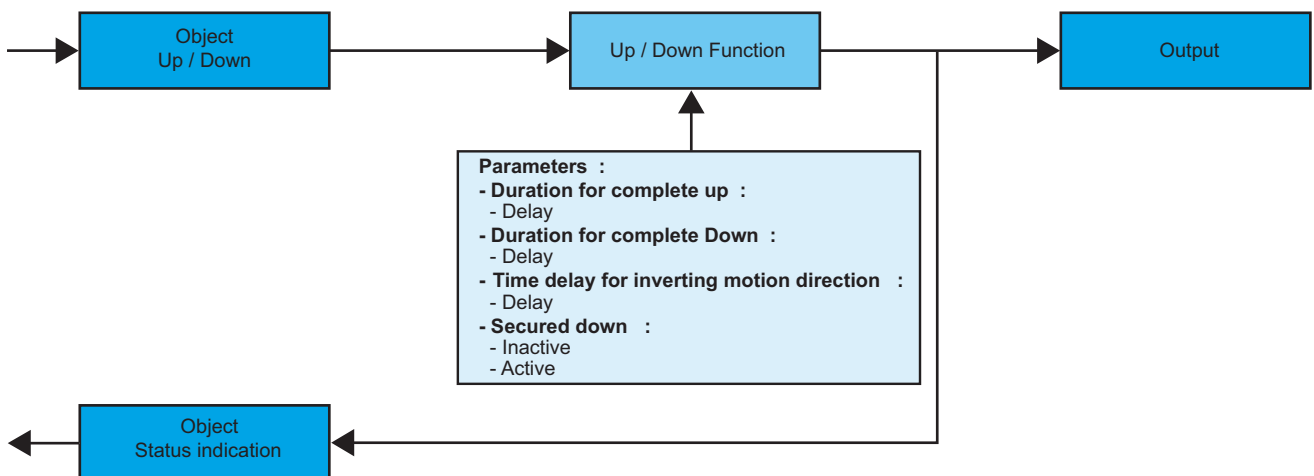 Object
Up / Down
Up / Down Function
Output
Parameters :
- Duration for complete up :
- Delay
- Duration for complete Down :
- Delay
- Time delay for inverting motion direction :
- Delay
- Secured down :
- Inactive
- Active
Object
Status indication